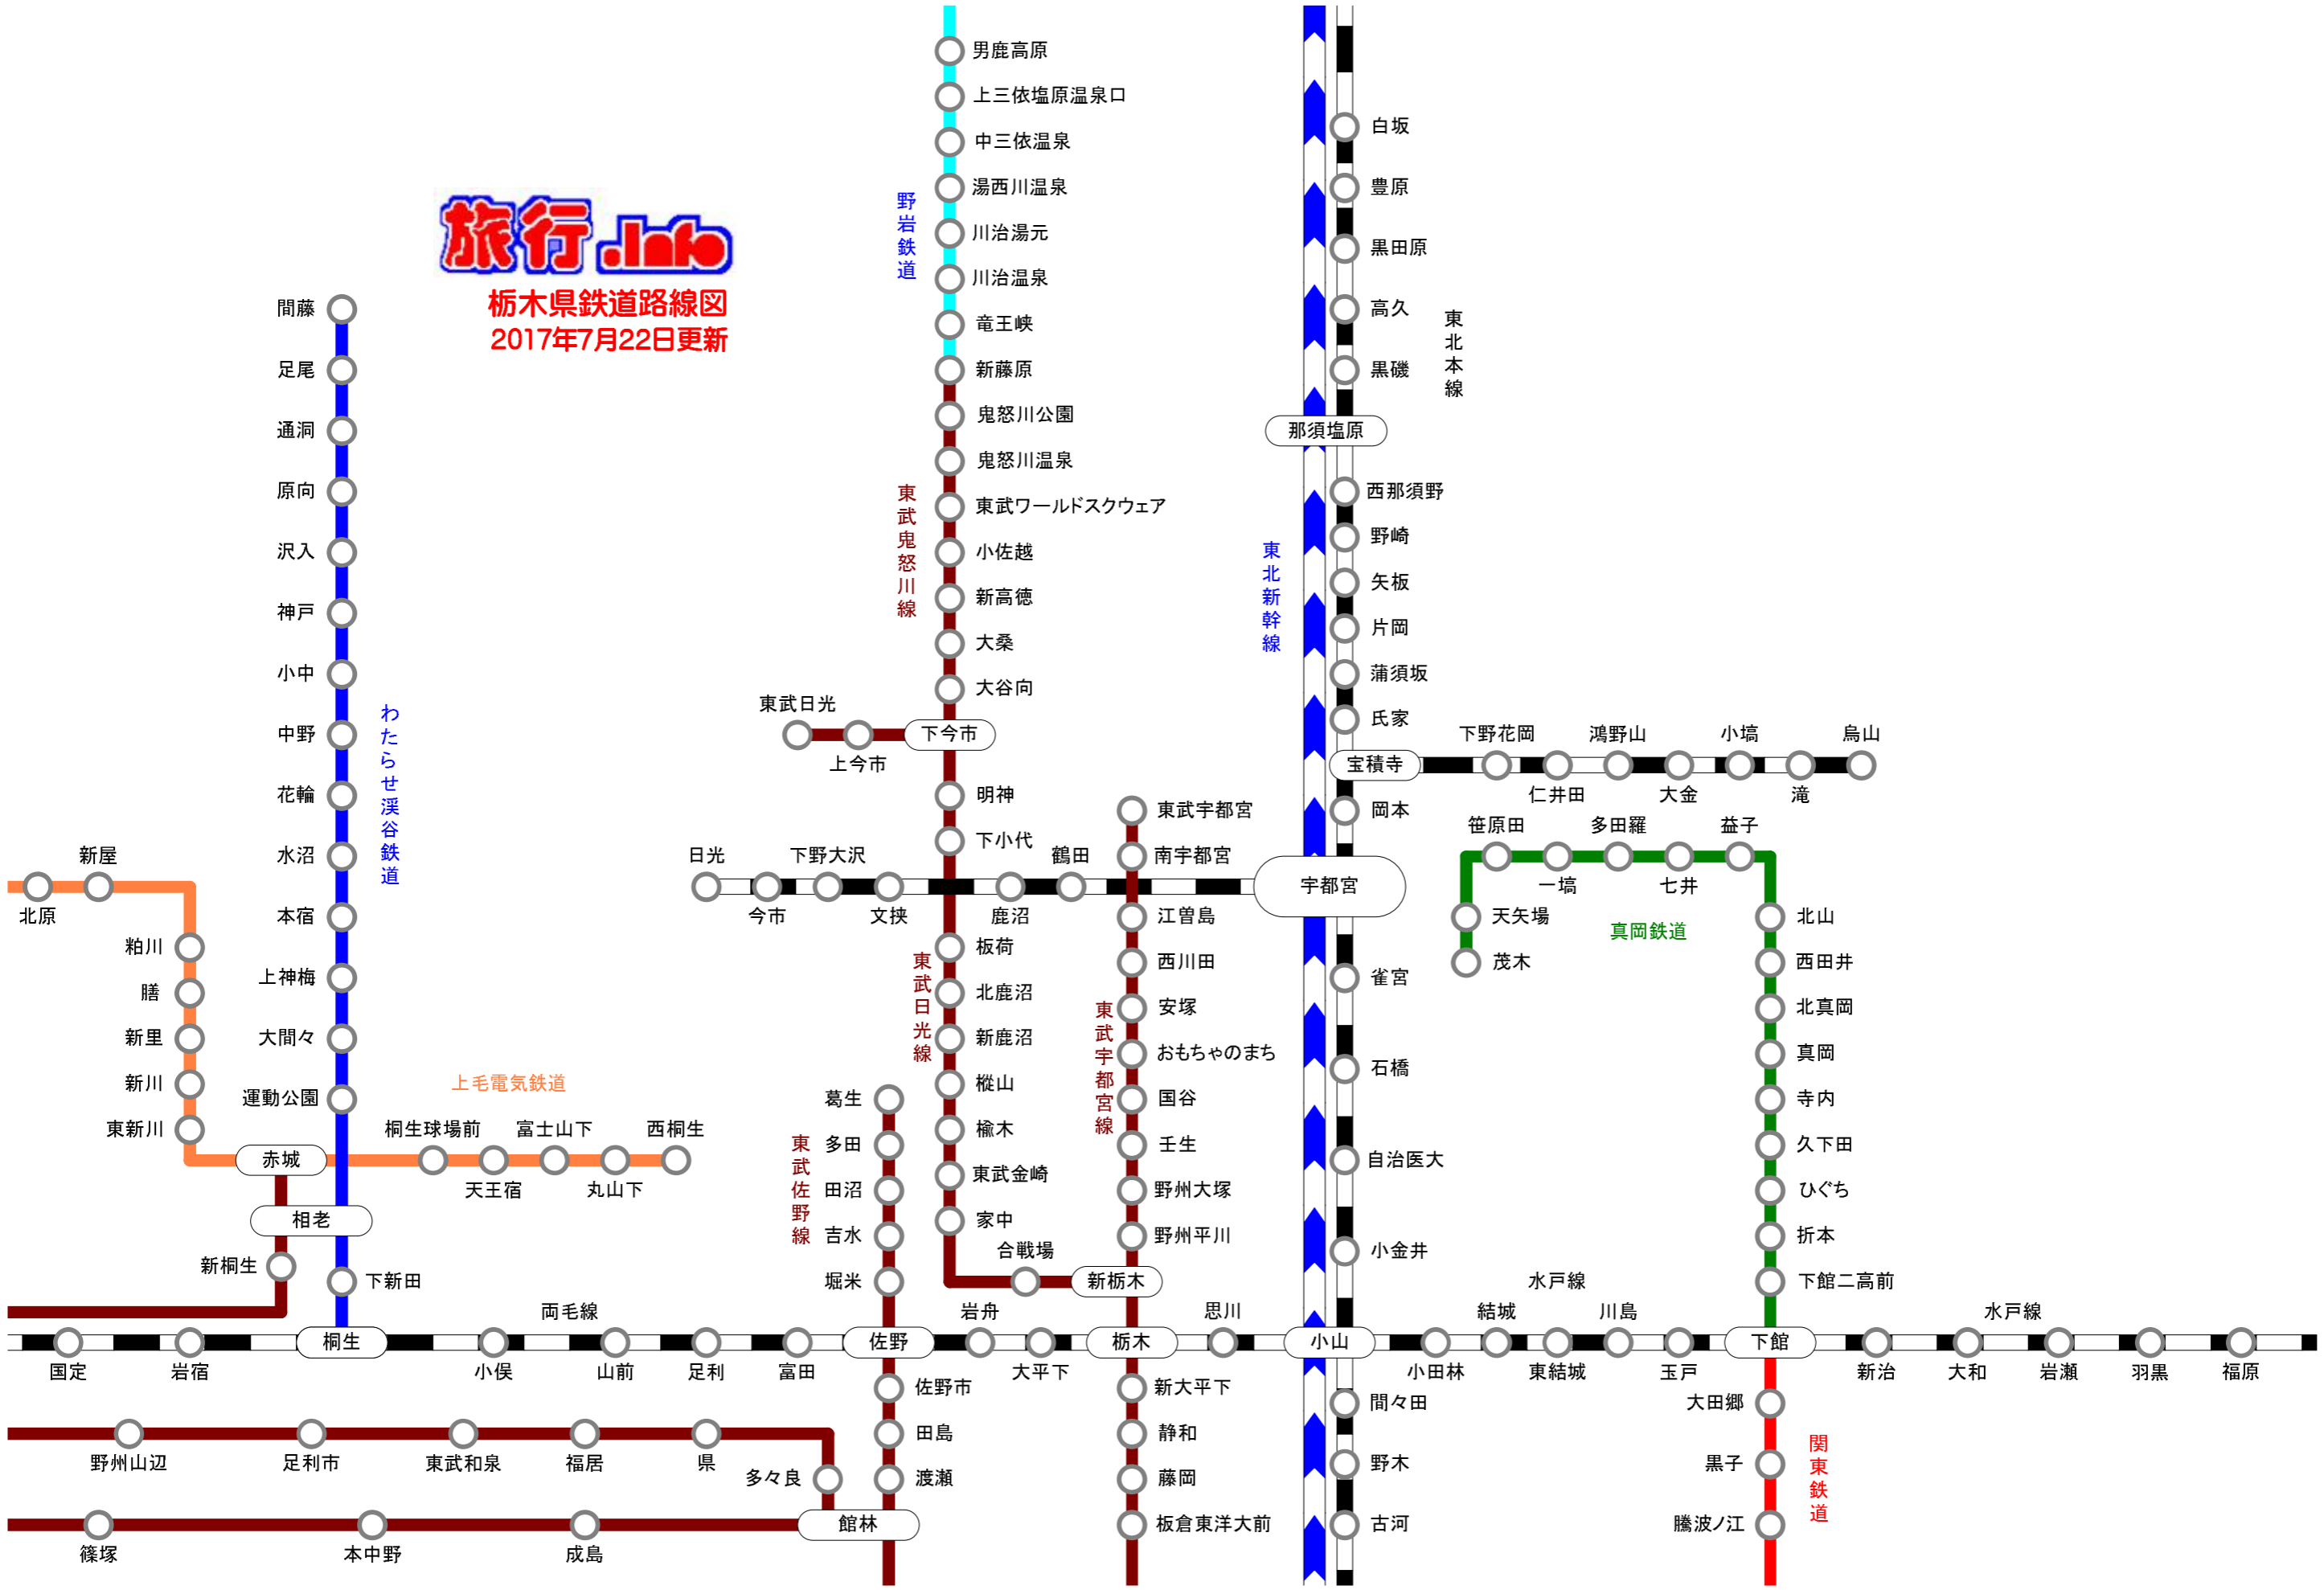 旅行.Info
栃木県鉄道路線図
2017年7月22日更新
男鹿高原
上三依塩原温泉口
中三依温泉
湯西川温泉
川治湯元
川治温泉
竜王峡
新藤原
野岩鉄道
鬼怒川公園
鬼怒川温泉
東武ワールドスクウェア
小佐越
新高徳
大桑
大谷向
東武鬼怒川線
東武日光
上今市
下今市
明神
下小代
板荷
北鹿沼
新鹿沼
樅山
楡木
東武金崎
家中
合戦場
新栃木
東武日光線
白坂
豊原
黒田原
高久
黒磯
東北本線
那須塩原
西那須野
野崎
矢板
片岡
蒲須坂
氏家
宝積寺
岡本
東北新幹線
下野花岡
仁井田
鴻野山
大金
小塙
滝
烏山
宇都宮
雀宮
石橋
自治医大
小金井
小山
間々田
野木
古河
日光
今市
下野大沢
文挟
鹿沼
鶴田
東武宇都宮
南宇都宮
江曽島
西川田
安塚
おもちゃのまち
国谷
壬生
野州大塚
野州平川
東武宇都宮線
栃木
新大平下
静和
藤岡
板倉東洋大前
間藤
足尾
通洞
原向
沢入
神戸
小中
中野
花輪
水沼
本宿
上神梅
大間々
運動公園
わたらせ渓谷鉄道
相老
下新田
桐生
新屋
北原
粕川
膳
新里
新川
東新川
赤城
上毛電気鉄道
桐生球場前
天王宿
富士山下
丸山下
西桐生
新桐生
葛生
多田
田沼
吉水
堀米
東武佐野線
佐野
佐野市
田島
渡瀬
館林
国定
岩宿
両毛線
小俣
山前
足利
富田
岩舟
大平下
思川
野州山辺
足利市
東武和泉
福居
県
多々良
篠塚
本中野
成島
笹原田
一塙
多田羅
七井
益子
天矢場
茂木
真岡鉄道
北山
西田井
北真岡
真岡
寺内
久下田
ひぐち
折本
下館二高前
下館
水戸線
小田林
結城
東結城
川島
玉戸
水戸線
新治
大和
岩瀬
羽黒
福原
大田郷
黒子
騰波ノ江
関東鉄道